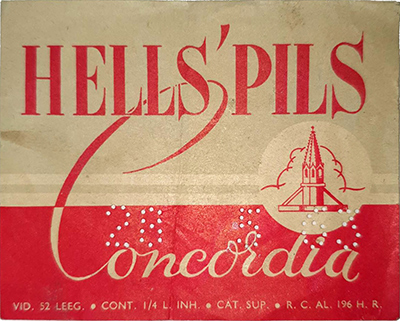 HELLS' PILS
Concordia
VID. 52 LEEG. • CONT. 1/4 L. INH. • CAT. SUP. • R. C. AL. 196 H. R.